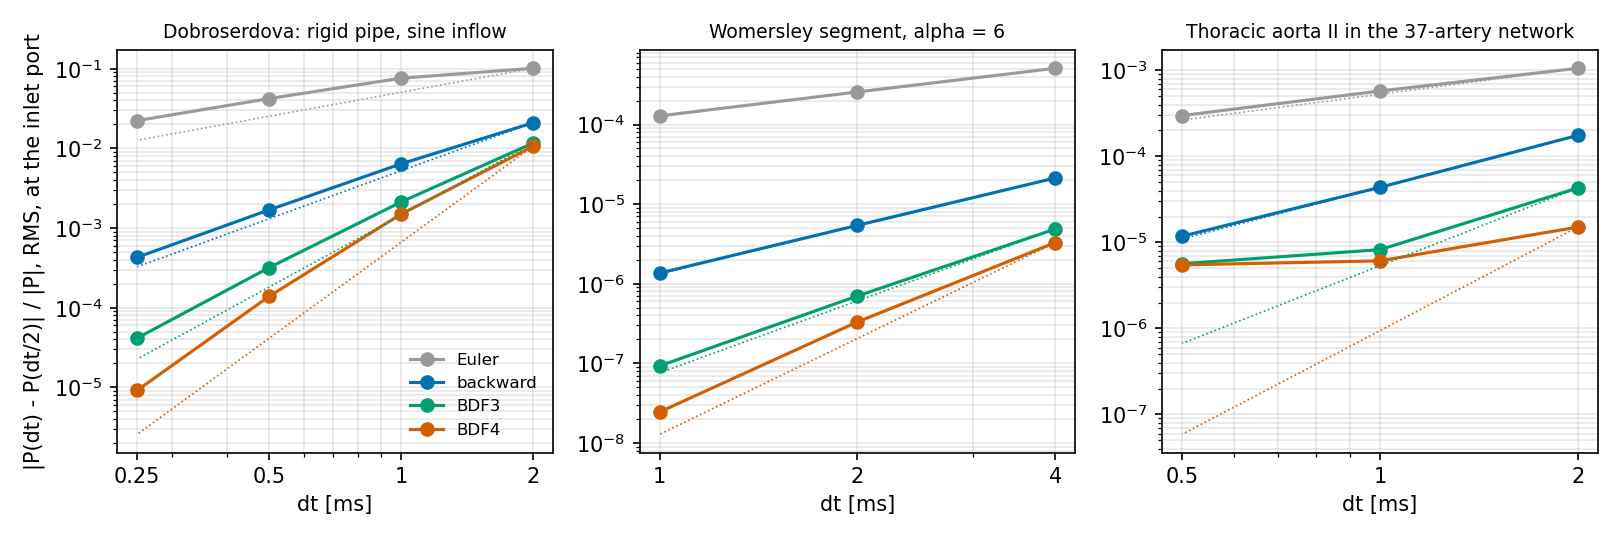 Dobroserdova: rigid pipe, sine inflow
|P(dt) - P(dt/2)| / |P|, RMS, at the inlet port
10⁻¹
10⁻²
10⁻³
10⁻⁴
10⁻⁵
Euler
backward
BDF3
BDF4
0.25 0.5 1 2
dt [ms]
Womersley segment, alpha = 6
10⁻⁴
10⁻⁵
10⁻⁶
10⁻⁷
10⁻⁸
1 2 4
dt [ms]
Thoracic aorta II in the 37-artery network
10⁻³
10⁻⁴
10⁻⁵
10⁻⁶
10⁻⁷
0.5 1 2
dt [ms]